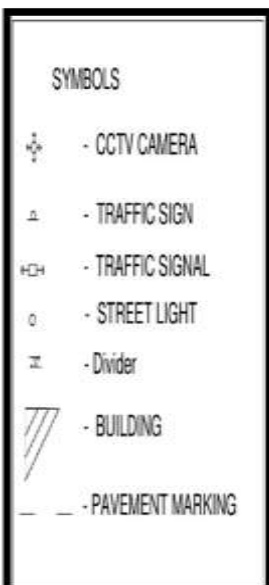 SYMBOLS
- CCTV CAMERA
- TRAFFIC SIGN
- TRAFFIC SIGNAL
- STREET LIGHT
- Divider
- BUILDING
- PAVEMENT MARKING